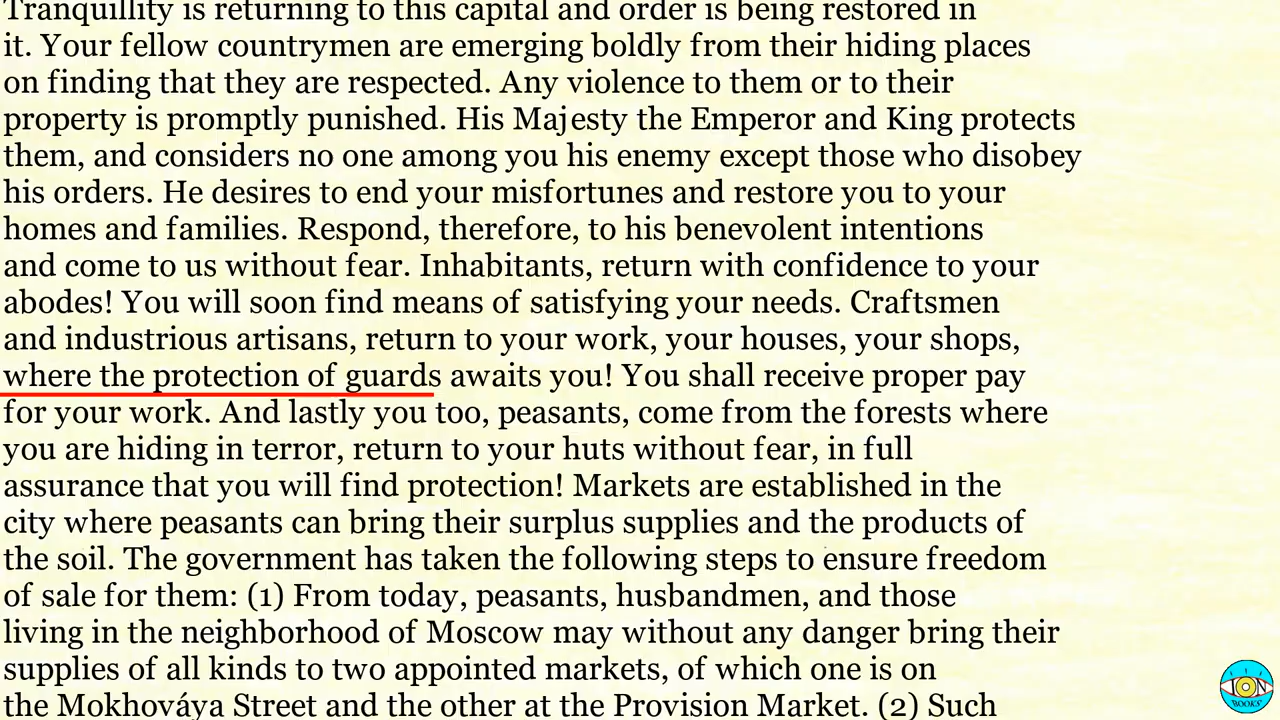 Tranquillity is returning to this capital and order is being restored in
it. Your fellow countrymen are emerging boldly from their hiding places
on finding that they are respected. Any violence to them or to their
property is promptly punished. His Majesty the Emperor and King protects
them, and considers no one among you his enemy except those who disobey
his orders. He desires to end your misfortunes and restore you to your
homes and families. Respond, therefore, to his benevolent intentions
and come to us without fear. Inhabitants, return with confidence to your
abodes! You will soon find means of satisfying your needs. Craftsmen
and industrious artisans, return to your work, your houses, your shops,
where the protection of guards awaits you! You shall receive proper pay
for your work. And lastly you too, peasants, come from the forests where
you are hiding in terror, return to your huts without fear, in full
assurance that you will find protection! Markets are established in the
city where peasants can bring their surplus supplies and the products of
the soil. The government has taken the following steps to ensure freedom
of sale for them: (1) From today, peasants, husbandmen, and those
living in the neighborhood of Moscow may without any danger bring their
supplies of all kinds to two appointed markets, of which one is on
the Mokhováya Street and the other at the Provision Market. (2) Such
ION
BOOKS